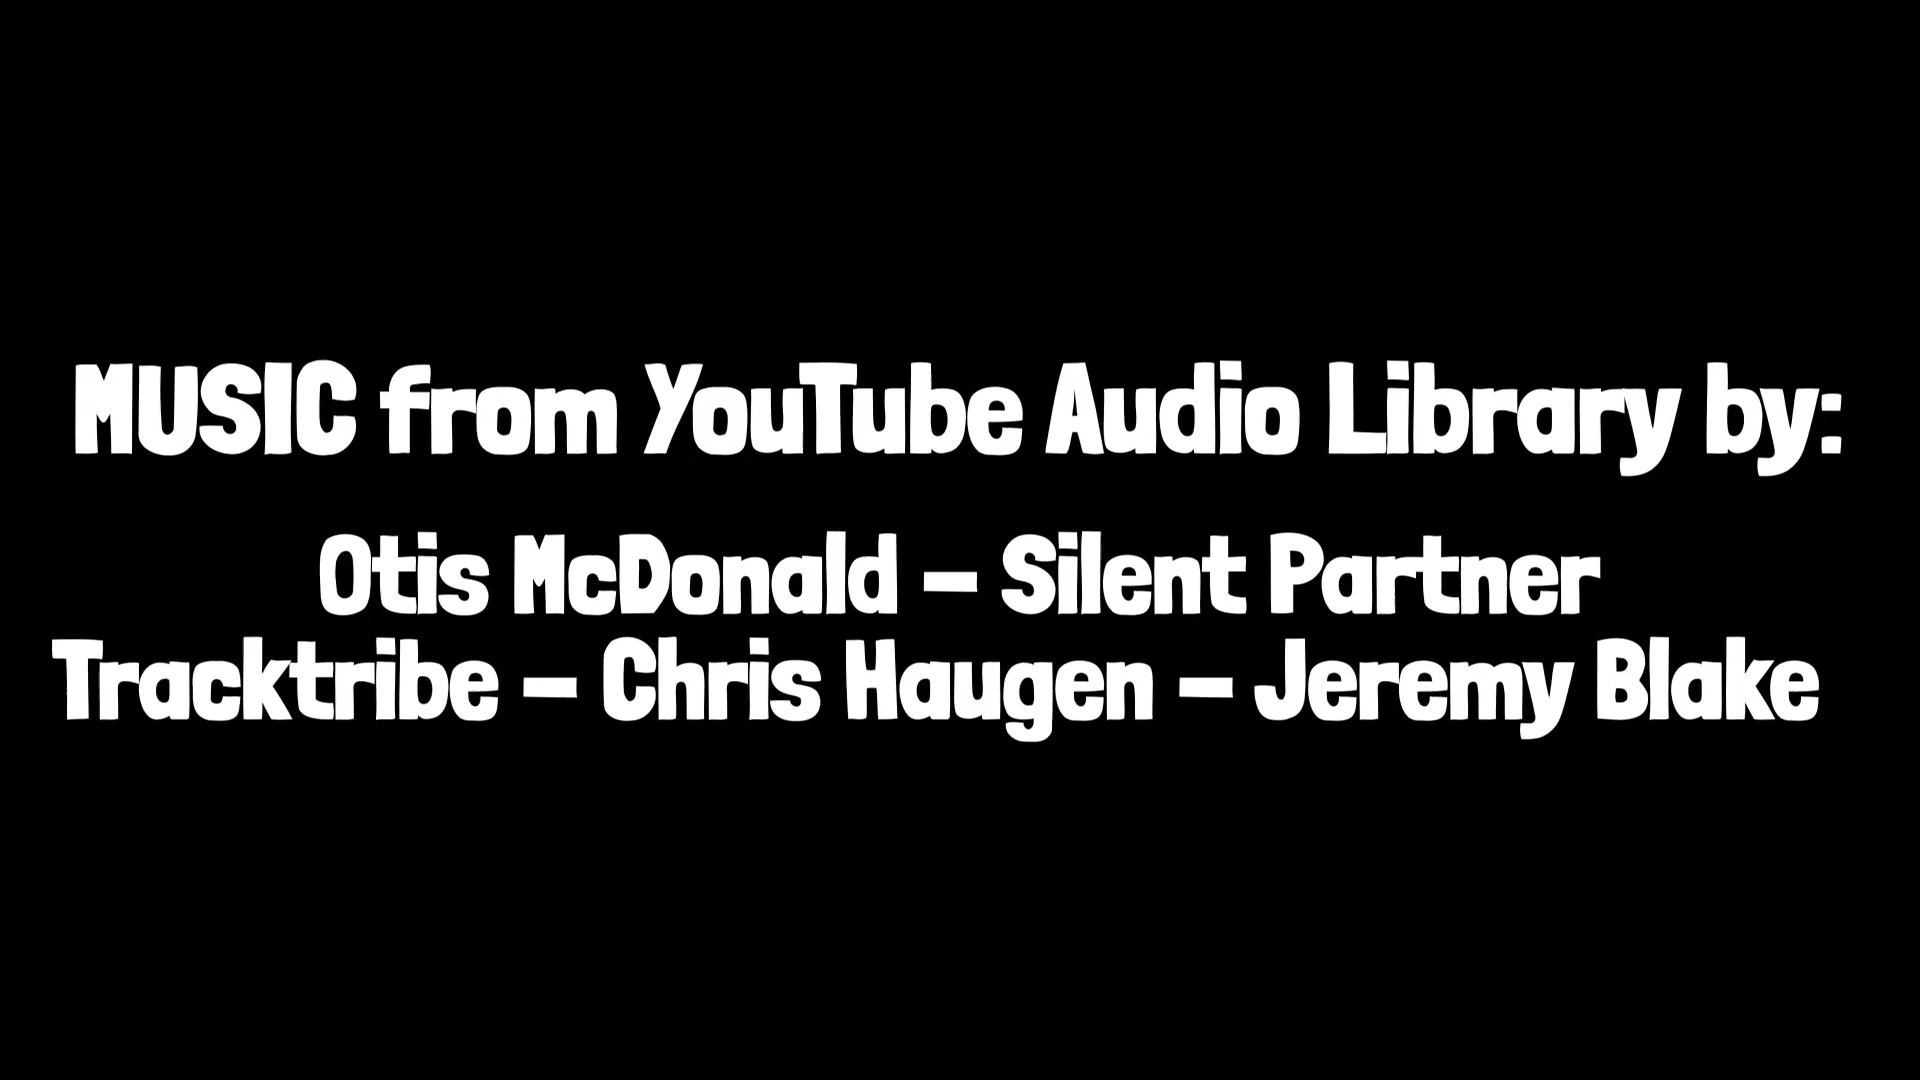 MUSIC from YouTube Audio Library by:
Otis McDonald – Silent Partner
Tracktribe – Chris Haugen – Jeremy Blake